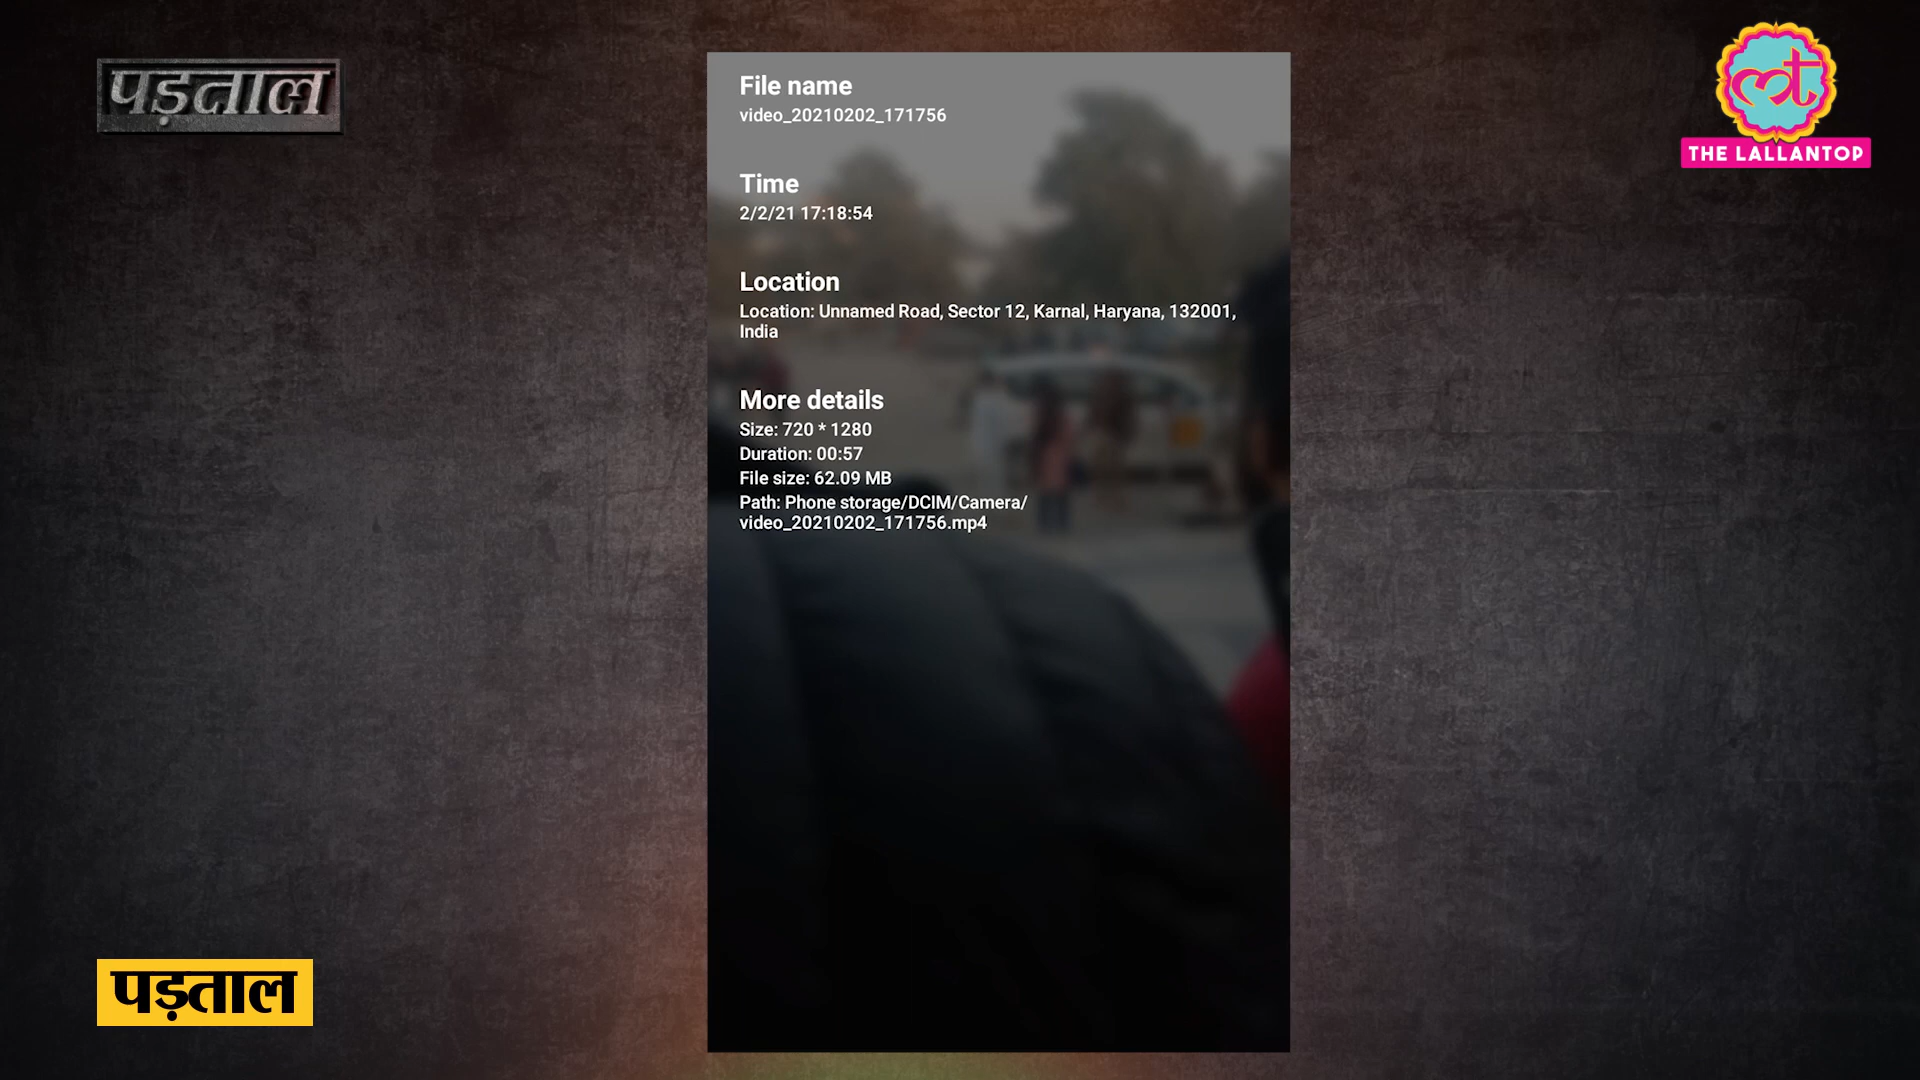 पड़ताल
लT
THE LALLANTOP
File name
video_20210202_171756
Time
2/2/21 17:18:54
Location
Location: Unnamed Road, Sector 12, Karnal, Haryana, 132001,
India
More details
Size: 720 * 1280
Duration: 00:57
File size: 62.09 MB
Path: Phone storage/DCIM/Camera/
video_20210202_171756.mp4
पड़ताल